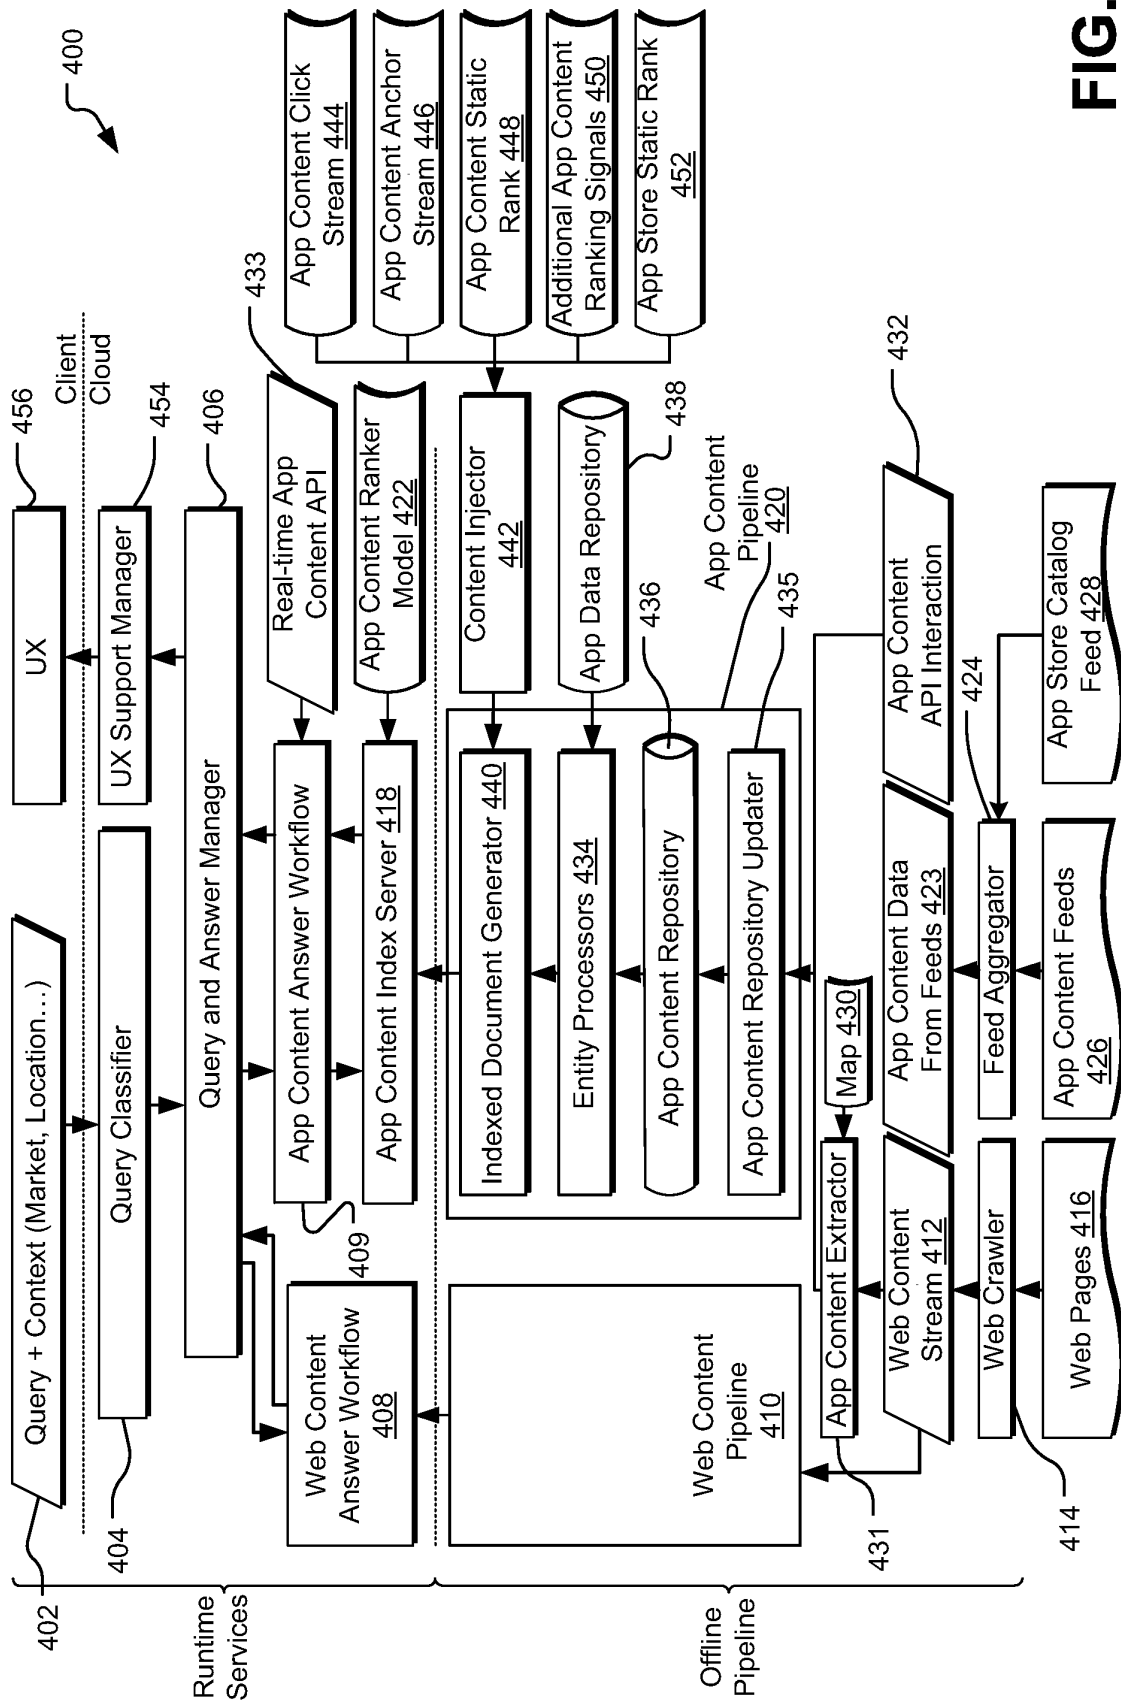 400
Runtime
Services
Offline
Pipeline
402
Query + Context (Market, Location…)
UX
456
Client
Cloud
404
Query Classifier
UX Support Manager
454
Query and Answer Manager
406
Web Content
Answer Workflow
408
409
App Content Answer Workflow
Real-time App
Content API
433
App Content Index Server 418
App Content Ranker
Model 422
App Content Click
Stream 444
App Content Anchor
Stream 446
App Content Static
Rank 448
Additional App Content
Ranking Signals 450
App Store Static Rank
452
Web Content
Pipeline
410
Indexed Document Generator 440
Content Injector
442
Entity Processors 434
App Data Repository
438
App Content Repository
436
App Content
Pipeline
420
App Content Repository Updater
435
431
App Content Extractor
Map 430
Web Content
Stream 412
App Content Data
From Feeds 423
App Content
API Interaction
432
414
Web Crawler
Feed Aggregator
424
Web Pages 416
App Content Feeds
426
App Store Catalog
Feed 428
FIG.